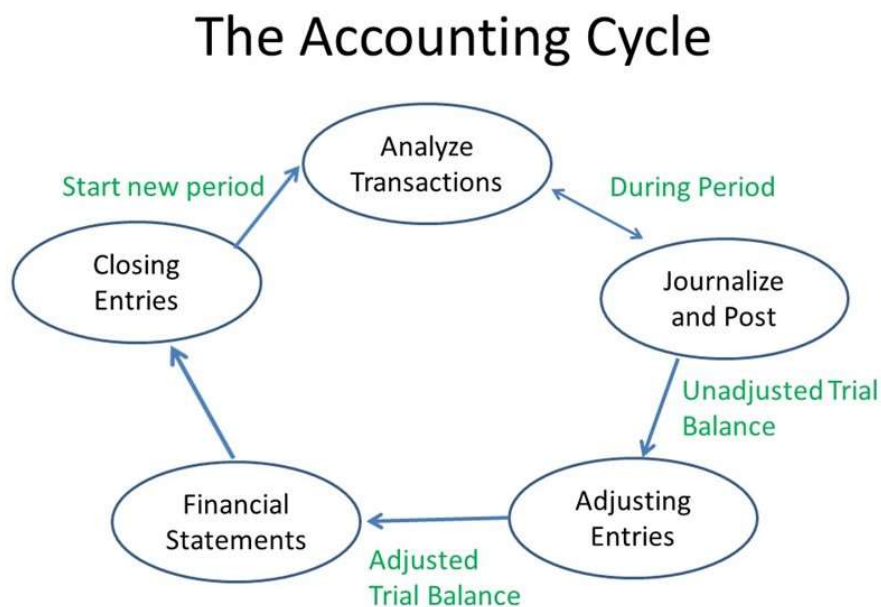 The Accounting Cycle
Analyze
Transactions
Start new period
During Period
Closing
Entries
Journalize
and Post
Unadjusted Trial
Balance
Financial
Statements
Adjusting
Entries
Adjusted
Trial Balance